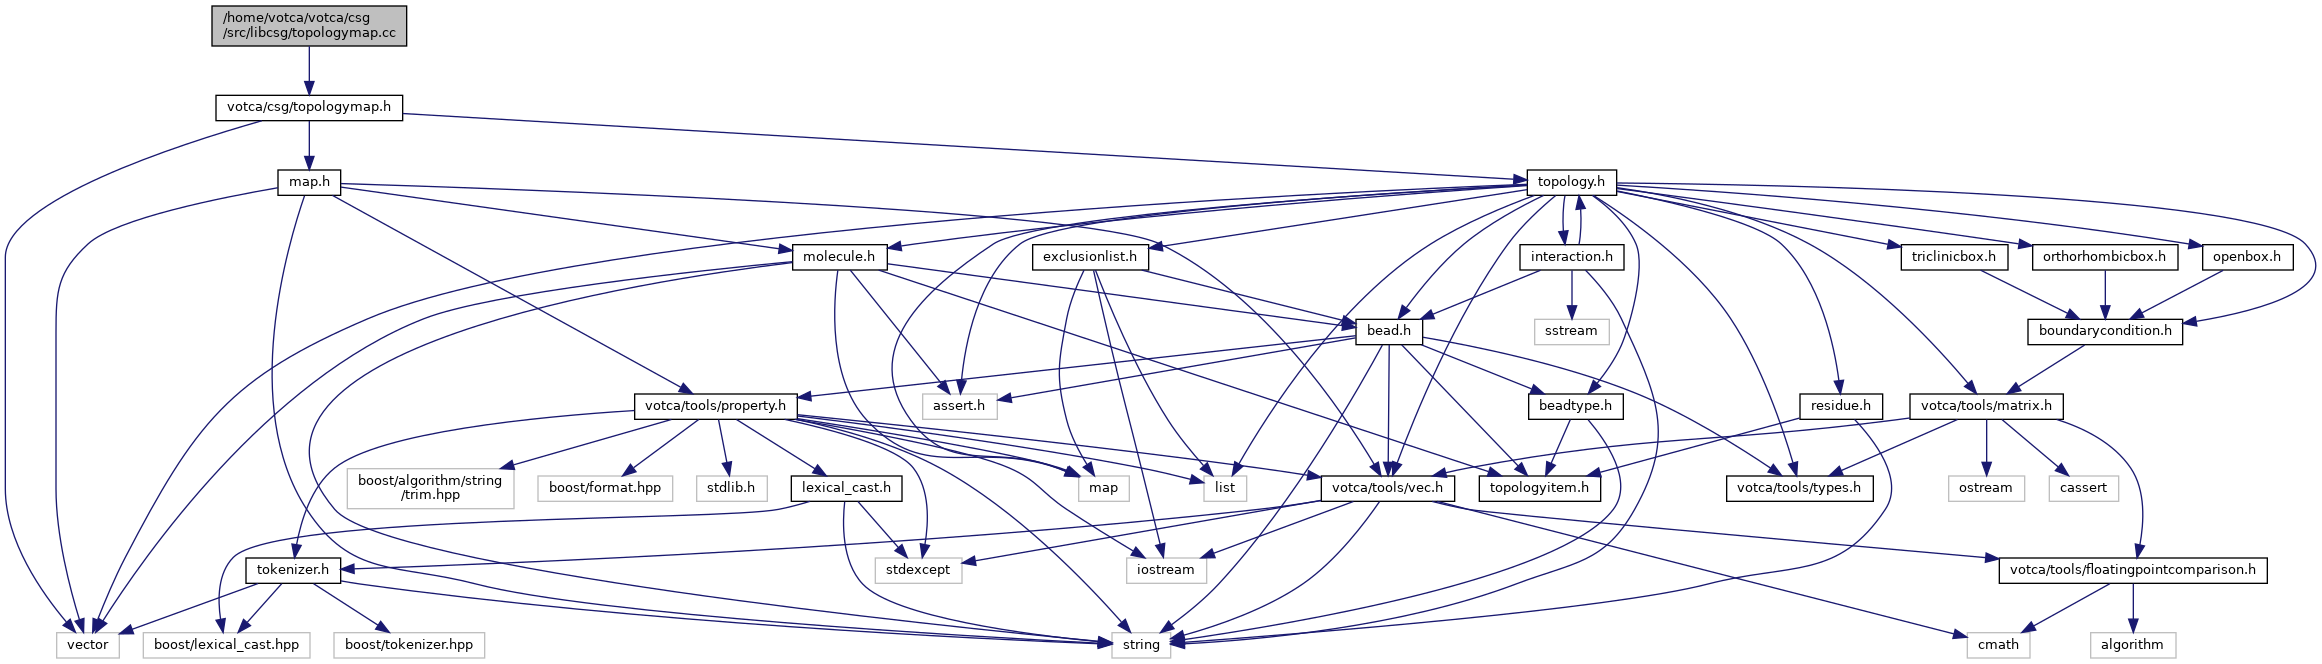 /home/votca/votca/csg
/src/libcsg/topologymap.cc
votca/csg/topologymap.h
map.h
topology.h
molecule.h
exclusionlist.h
interaction.h
triclinicbox.h
orthorhombicbox.h
openbox.h
bead.h
sstream
boundarycondition.h
votca/tools/property.h
assert.h
beadtype.h
residue.h
votca/tools/matrix.h
boost/algorithm/string
/trim.hpp
boost/format.hpp
stdlib.h
lexical_cast.h
map
list
votca/tools/vec.h
topologyitem.h
votca/tools/types.h
ostream
cassert
tokenizer.h
stdexcept
iostream
votca/tools/floatingpointcomparison.h
vector
boost/lexical_cast.hpp
boost/tokenizer.hpp
string
cmath
algorithm